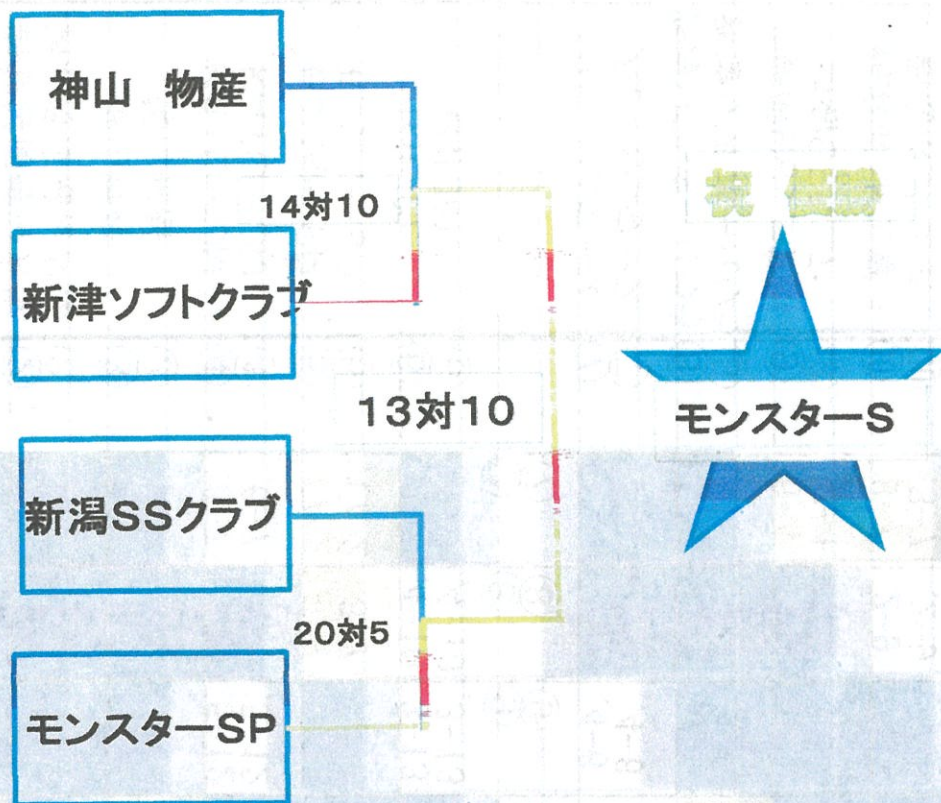 神山　物産
14対10
新津ソフトクラブ
祝 優勝
13対10
モンスターS
新潟SSクラブ
20対5
モンスターSP